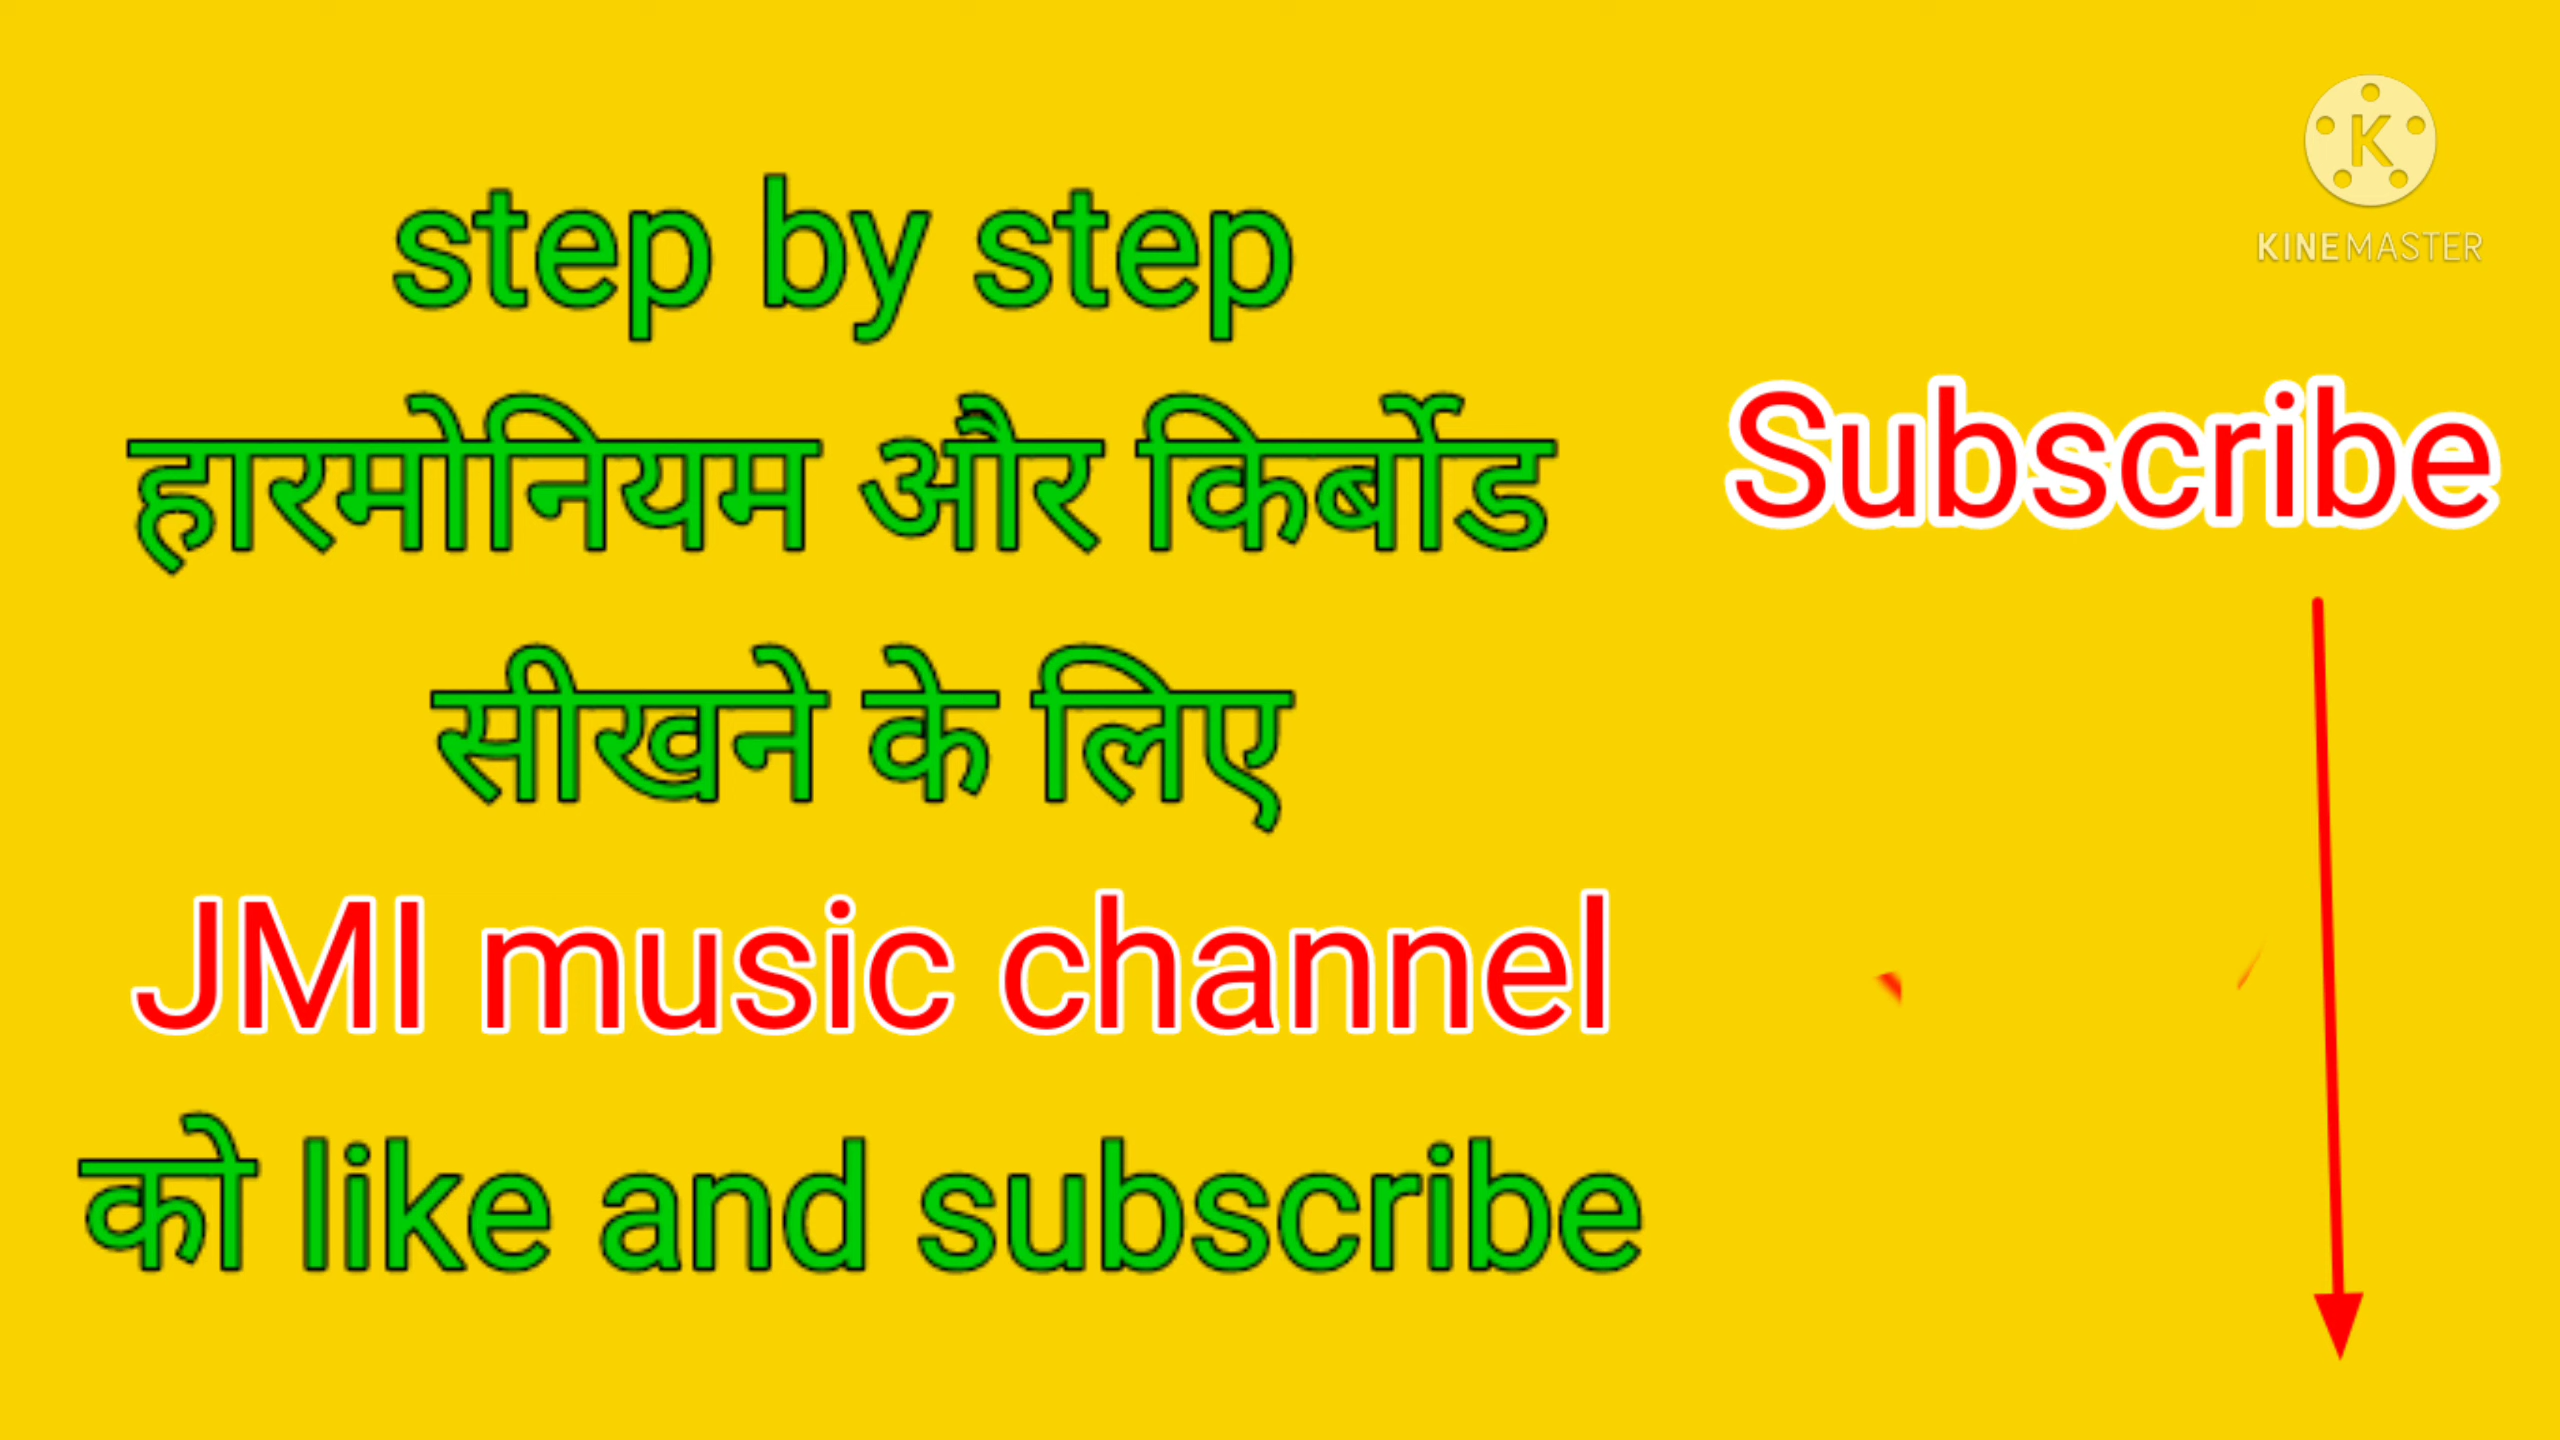 step by step
हारमोनियम और किर्बोड
सीखने के लिए
JMI music channel
को like and subscribe
Subscribe
K
KINEMASTER